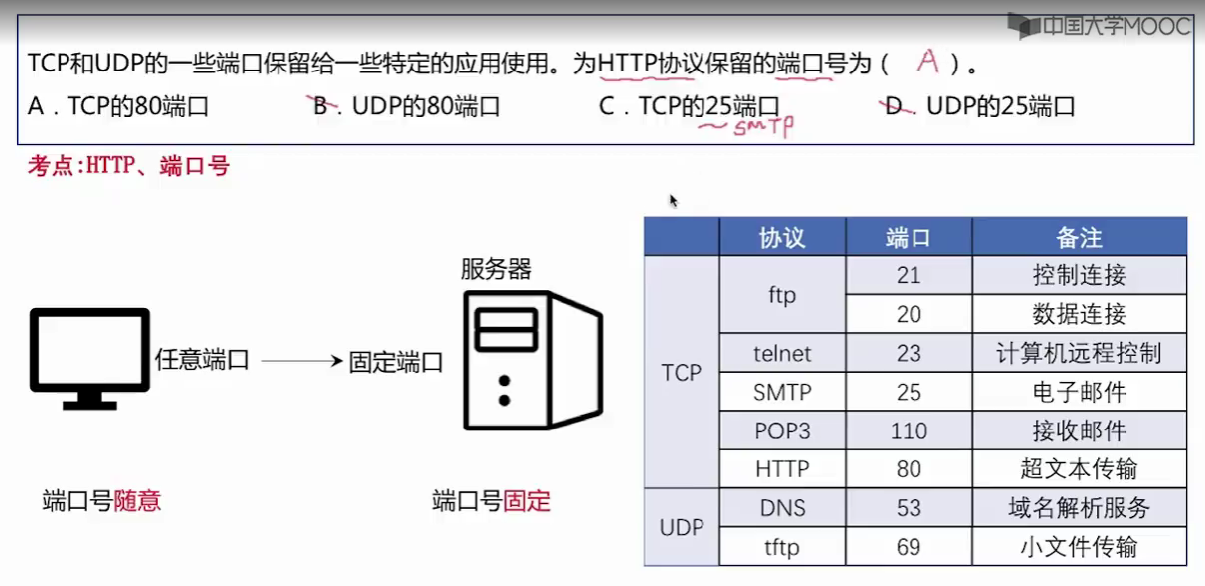 中国大学MOOC
TCP和UDP的一些端口保留给一些特定的应用使用。为HTTP协议保留的端口号为（ A ）。
A．TCP的80端口 B．UDP的80端口 C．TCP的25端口 D．UDP的25端口
SMTP
考点:HTTP、端口号
服务器
任意端口 固定端口
端口号随意 端口号固定
协议 端口 备注
TCP ftp 21 控制连接
20 数据连接
telnet 23 计算机远程控制
SMTP 25 电子邮件
POP3 110 接收邮件
HTTP 80 超文本传输
UDP DNS 53 域名解析服务
tftp 69 小文件传输